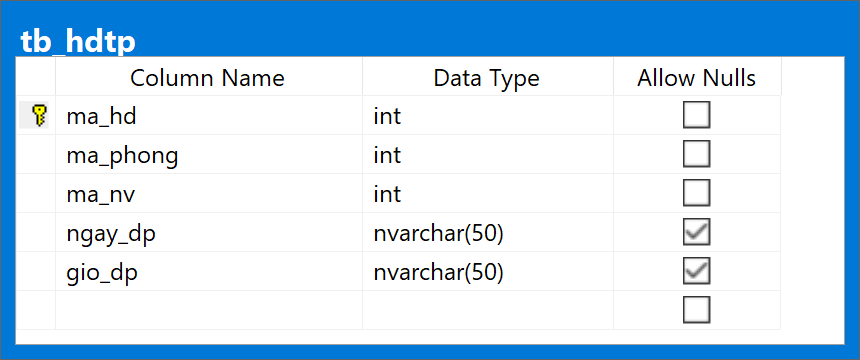 tb_hdtp
Column Name Data Type Allow Nulls
ma_hd int
ma_phong int
ma_nv int
ngay_dp nvarchar(50)
gio_dp nvarchar(50)